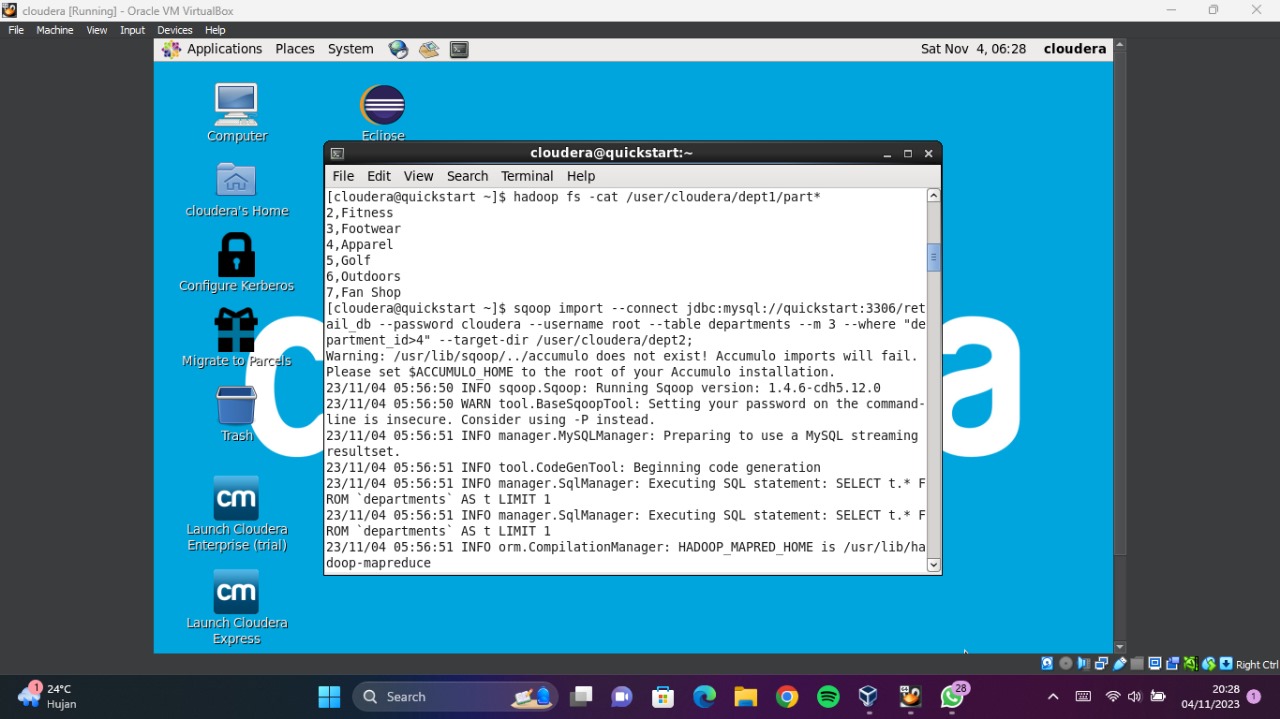 cloudera [Running] - Oracle VM VirtualBox
File Machine View Input Devices Help
Applications Places System
Sat Nov 4, 06:28 cloudera
Computer
Eclipse
cloudera's Home
Configure Kerberos
Migrate to Parcels
Trash
cm
Launch Cloudera
Enterprise (trial)
cm
Launch Cloudera
Express
cloudera@quickstart:~
File Edit View Search Terminal Help
[cloudera@quickstart ~]$ hadoop fs -cat /user/cloudera/dept1/part*
2,Fitness
3,Footwear
4,Apparel
5,Golf
6,Outdoors
7,Fan Shop
[cloudera@quickstart ~]$ sqoop import --connect jdbc:mysql://quickstart:3306/ret
ail_db --password cloudera --username root --table departments --m 3 --where "de
partment_id>4" --target-dir /user/cloudera/dept2;
Warning: /usr/lib/sqoop/../accumulo does not exist! Accumulo imports will fail.
Please set $ACCUMULO_HOME to the root of your Accumulo installation.
23/11/04 05:56:50 INFO sqoop.Sqoop: Running Sqoop version: 1.4.6-cdh5.12.0
23/11/04 05:56:50 WARN tool.BaseSqoopTool: Setting your password on the command-
line is insecure. Consider using -P instead.
23/11/04 05:56:51 INFO manager.MySQLManager: Preparing to use a MySQL streaming
resultset.
23/11/04 05:56:51 INFO tool.CodeGenTool: Beginning code generation
23/11/04 05:56:51 INFO manager.SqlManager: Executing SQL statement: SELECT t.* F
ROM `departments` AS t LIMIT 1
23/11/04 05:56:51 INFO manager.SqlManager: Executing SQL statement: SELECT t.* F
ROM `departments` AS t LIMIT 1
23/11/04 05:56:51 INFO orm.CompilationManager: HADOOP_MAPRED_HOME is /usr/lib/ha
doop-mapreduce
Right Ctrl
1
24°C
Hujan
Search
28
20:28
04/11/2023
1